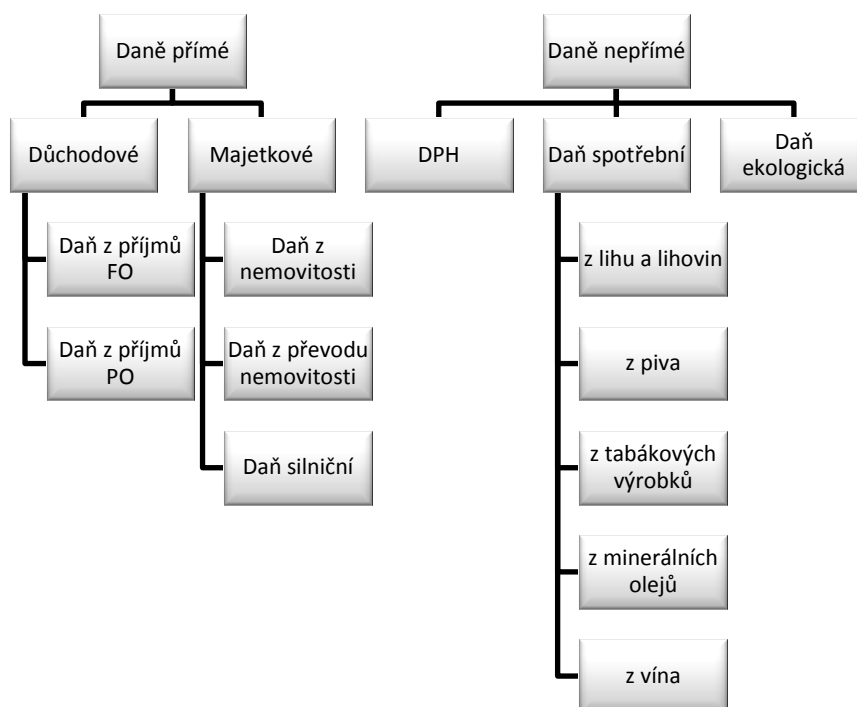 Daně přímé
Důchodové
Daň z příjmů
FO
Daň z příjmů
PO
Majetkové
Daň z
nemovitosti
Daň z převodu
nemovitosti
Daň silniční
Daně nepřímé
DPH
Daň spotřební
z lihu a lihovin
z piva
z tabákových
výrobků
z minerálních
olejů
z vína
Daň
ekologická